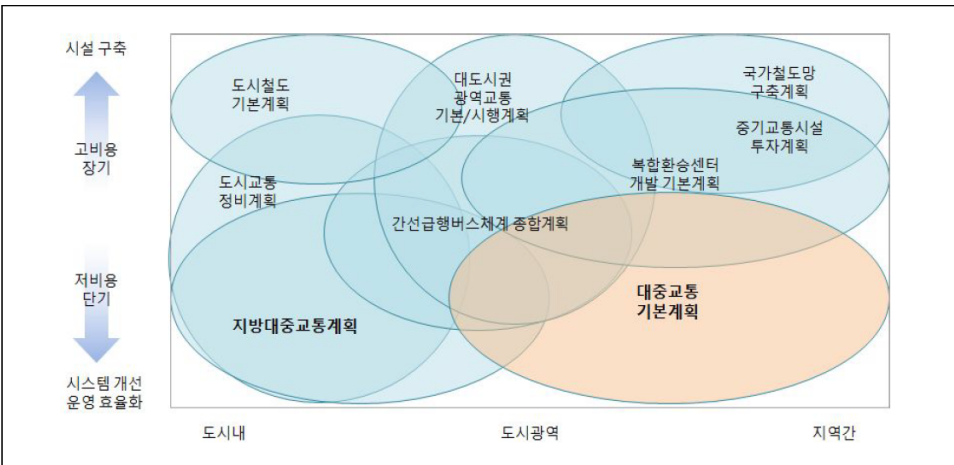 시설 구축
고비용
장기
저비용
단기
시스템 개선
운영 효율화
도시철도
기본계획
대도시권
광역교통
기본/시행계획
국가철도망
구축계획
중기교통시설
투자계획
복합환승센터
개발 기본계획
도시교통
정비계획
간선급행버스체계 종합계획
대중교통
기본계획
지방대중교통계획
도시내
도시광역
지역간